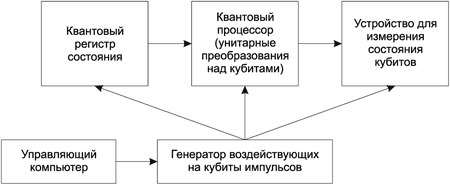 Квантовый
регистр
состояния
Квантовый
процессор
(унитарные
преобразования
над кубитами)
Устройство для
измерения
состояния
кубитов
Управляющий
компьютер
Генератор воздействующих
на кубиты импульсов